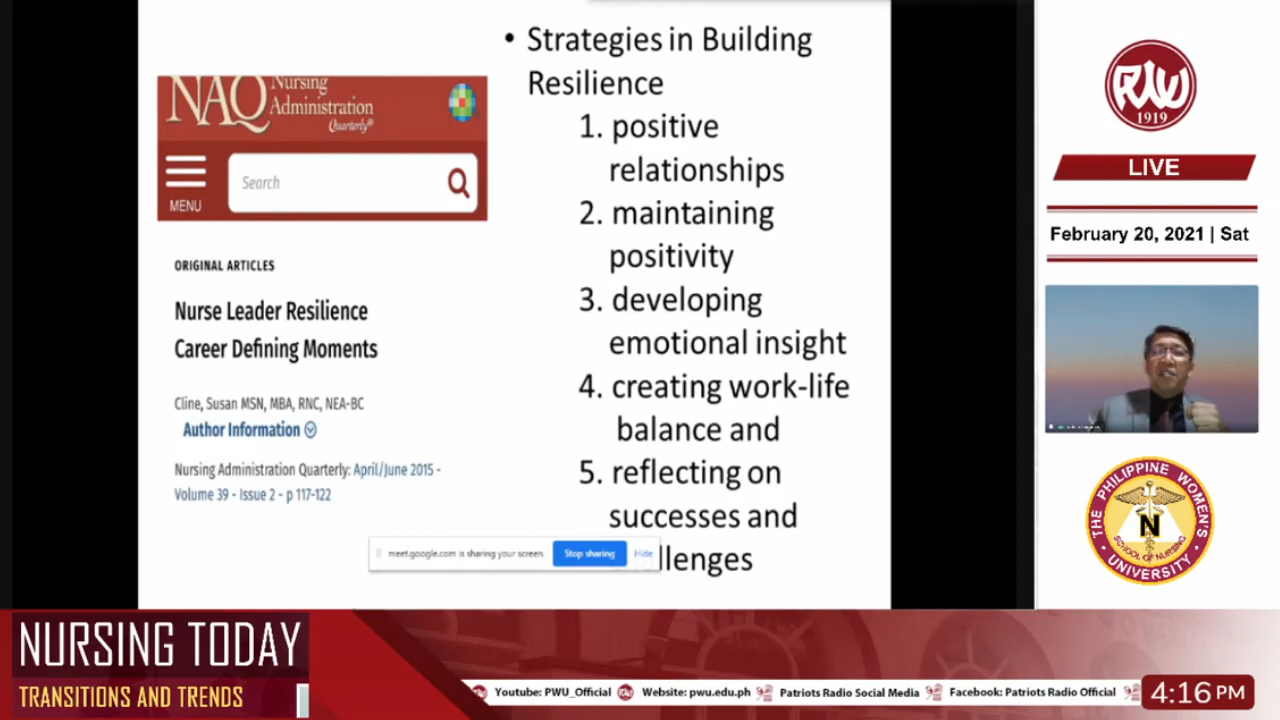 • Strategies in Building
Resilience
1. positive
relationships
2. maintaining
positivity
3. developing
emotional insight
4. creating work-life
balance and
5. reflecting on
successes and
llenges
NAQ Nursing
Administration
Quarterly®
MENU
Search
ORIGINAL ARTICLES
Nurse Leader Resilience
Career Defining Moments
Cline, Susan MSN, MBA, RNC, NEA-BC
Author Information
Nursing Administration Quarterly: April/June 2015 -
Volume 39 - Issue 2 - p 117-122
meet.google.com is sharing your screen.
Stop sharing
Hide
PWU
1919
LIVE
February 20, 2021 | Sat
THE PHILIPPINE WOMEN'S
UNIVERSITY
N
SCHOOL OF NURSING
NURSING TODAY
TRANSITIONS AND TRENDS
Youtube: PWU_Official
Website: pwu.edu.ph
Patriots Radio Social Media
Facebook: Patriots Radio Official
4:16 PM